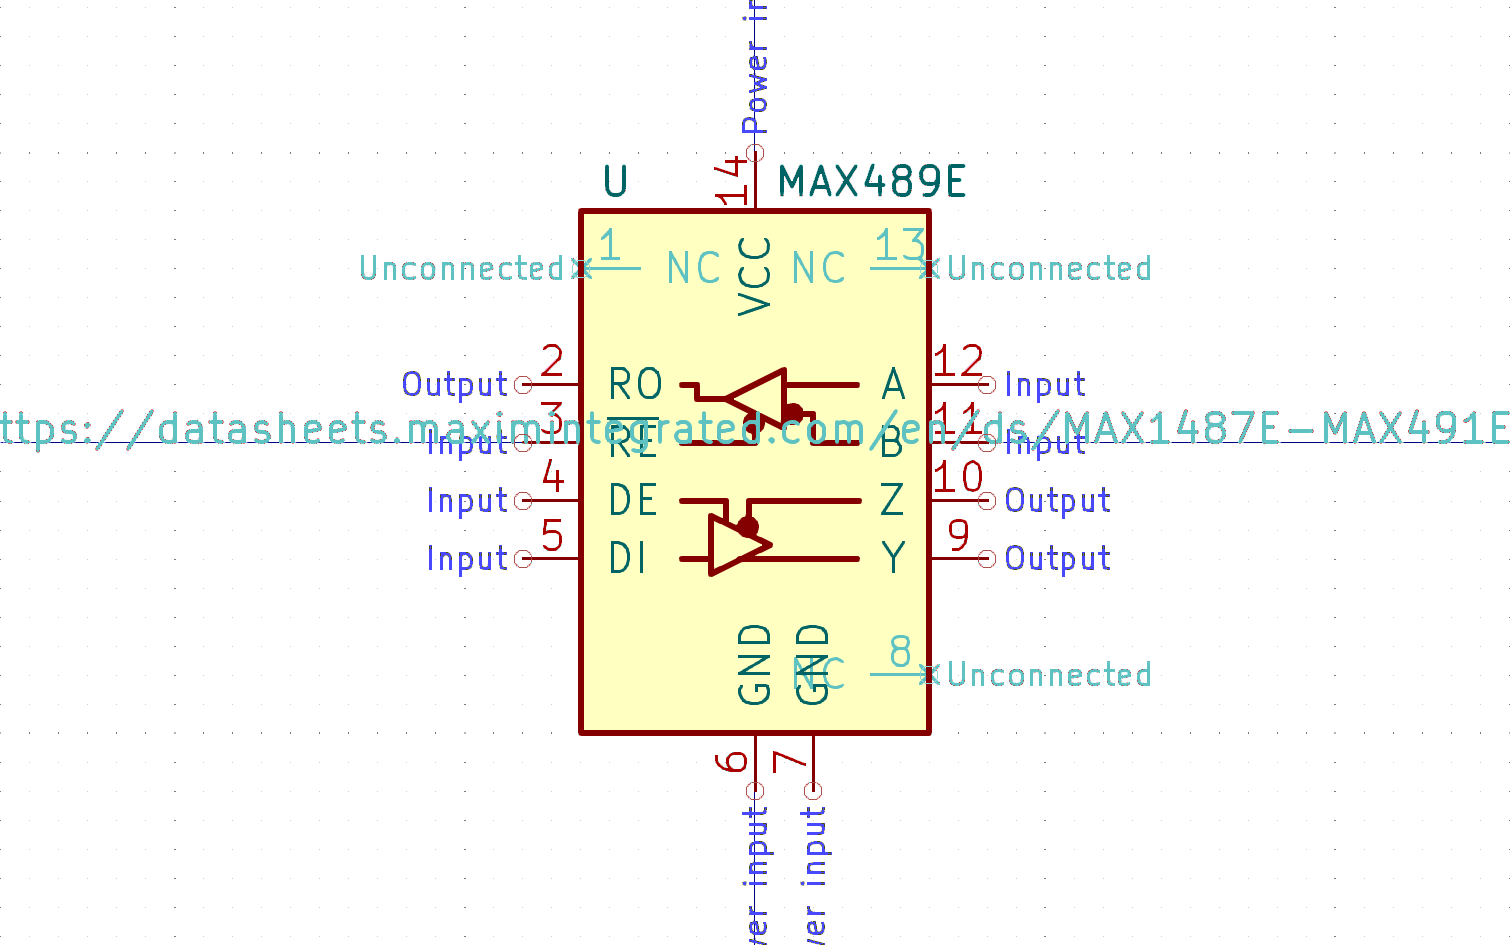 Power in
14
U MAX489E
Unconnected 1 NC VCC NC 13 Unconnected
Output 2 RO A 12 Input
Input 3 RE B 11 Input
ttps://datasheets.maximintegrated.com/en/ds/MAX1487E-MAX491E
Input 4 DE Z 10 Output
Input 5 DI Y 9 Output
GND GND NC 8 Unconnected
6 7
wer input wer input